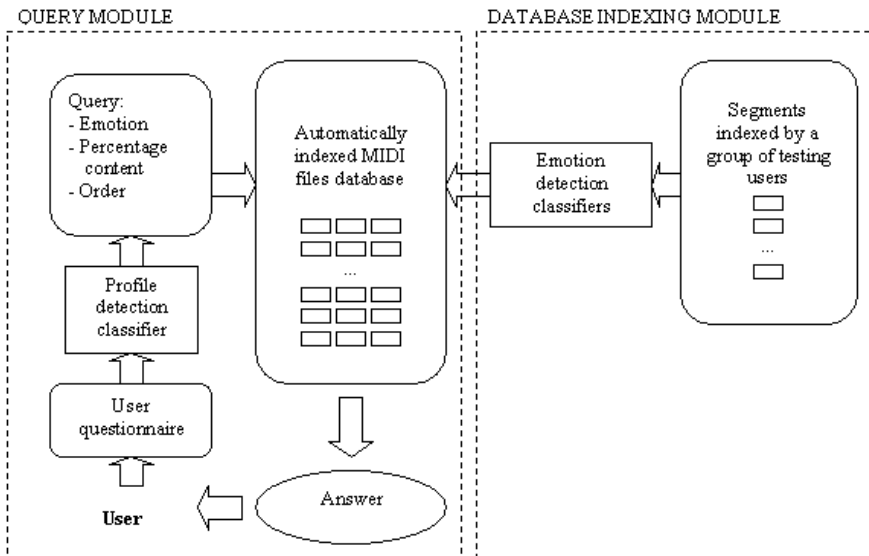 QUERY MODULE
DATABASE INDEXING MODULE
Query:
- Emotion
- Percentage
content
- Order
Automatically
indexed MIDI
files database
...
Emotion
detection
classifiers
Segments
indexed by a
group of testing
users
...
Profile
detection
classifier
User
questionnaire
User
Answer